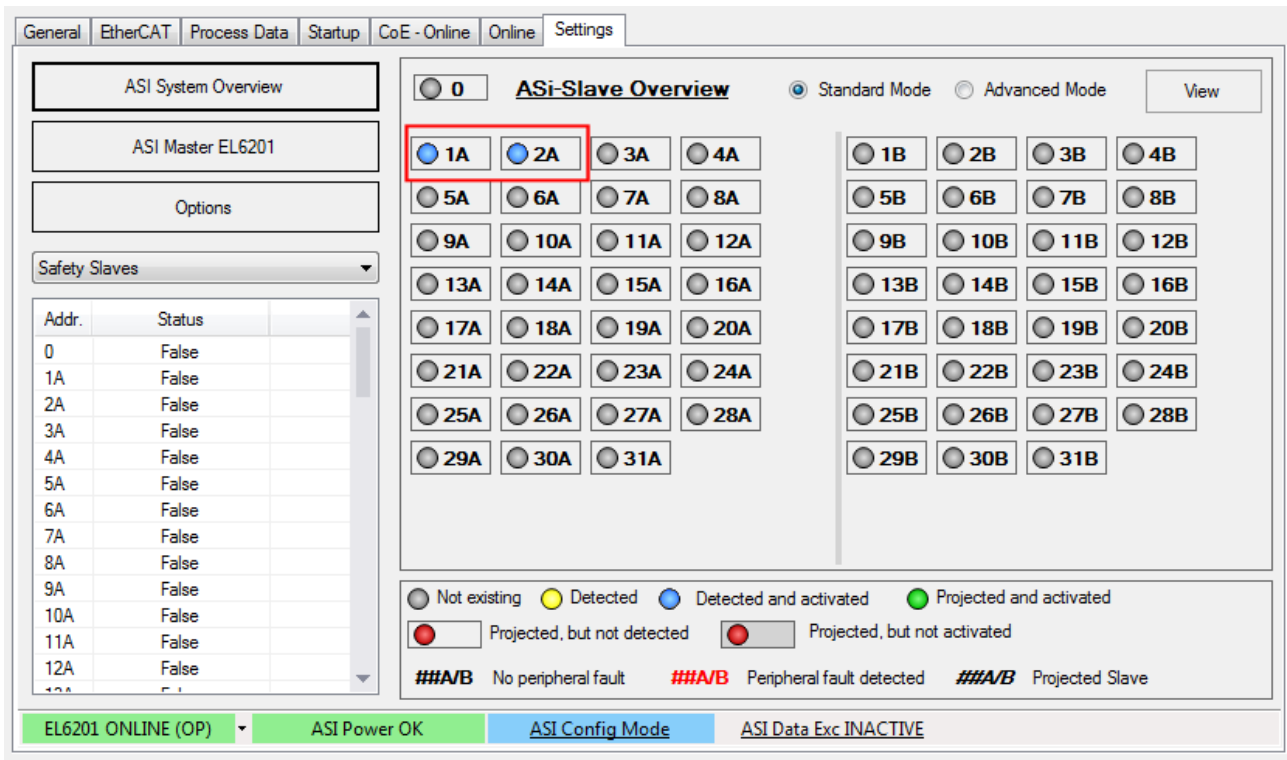 General EtherCAT Process Data Startup CoE - Online Online Settings
ASI System Overview
ASI Master EL6201
Options
Safety Slaves
Addr. Status
0 False
1A False
2A False
3A False
4A False
5A False
6A False
7A False
8A False
9A False
10A False
11A False
12A False
0 ASi-Slave Overview Standard Mode Advanced Mode View
1A 2A 3A 4A 1B 2B 3B 4B
5A 6A 7A 8A 5B 6B 7B 8B
9A 10A 11A 12A 9B 10B 11B 12B
13A 14A 15A 16A 13B 14B 15B 16B
17A 18A 19A 20A 17B 18B 19B 20B
21A 22A 23A 24A 21B 22B 23B 24B
25A 26A 27A 28A 25B 26B 27B 28B
29A 30A 31A 29B 30B 31B
Not existing Detected Detected and activated Projected and activated
Projected, but not detected Projected, but not activated
##A/B No peripheral fault ##A/B Peripheral fault detected ##A/B Projected Slave
EL6201 ONLINE (OP) ASI Power OK ASI Config Mode ASI Data Exc INACTIVE